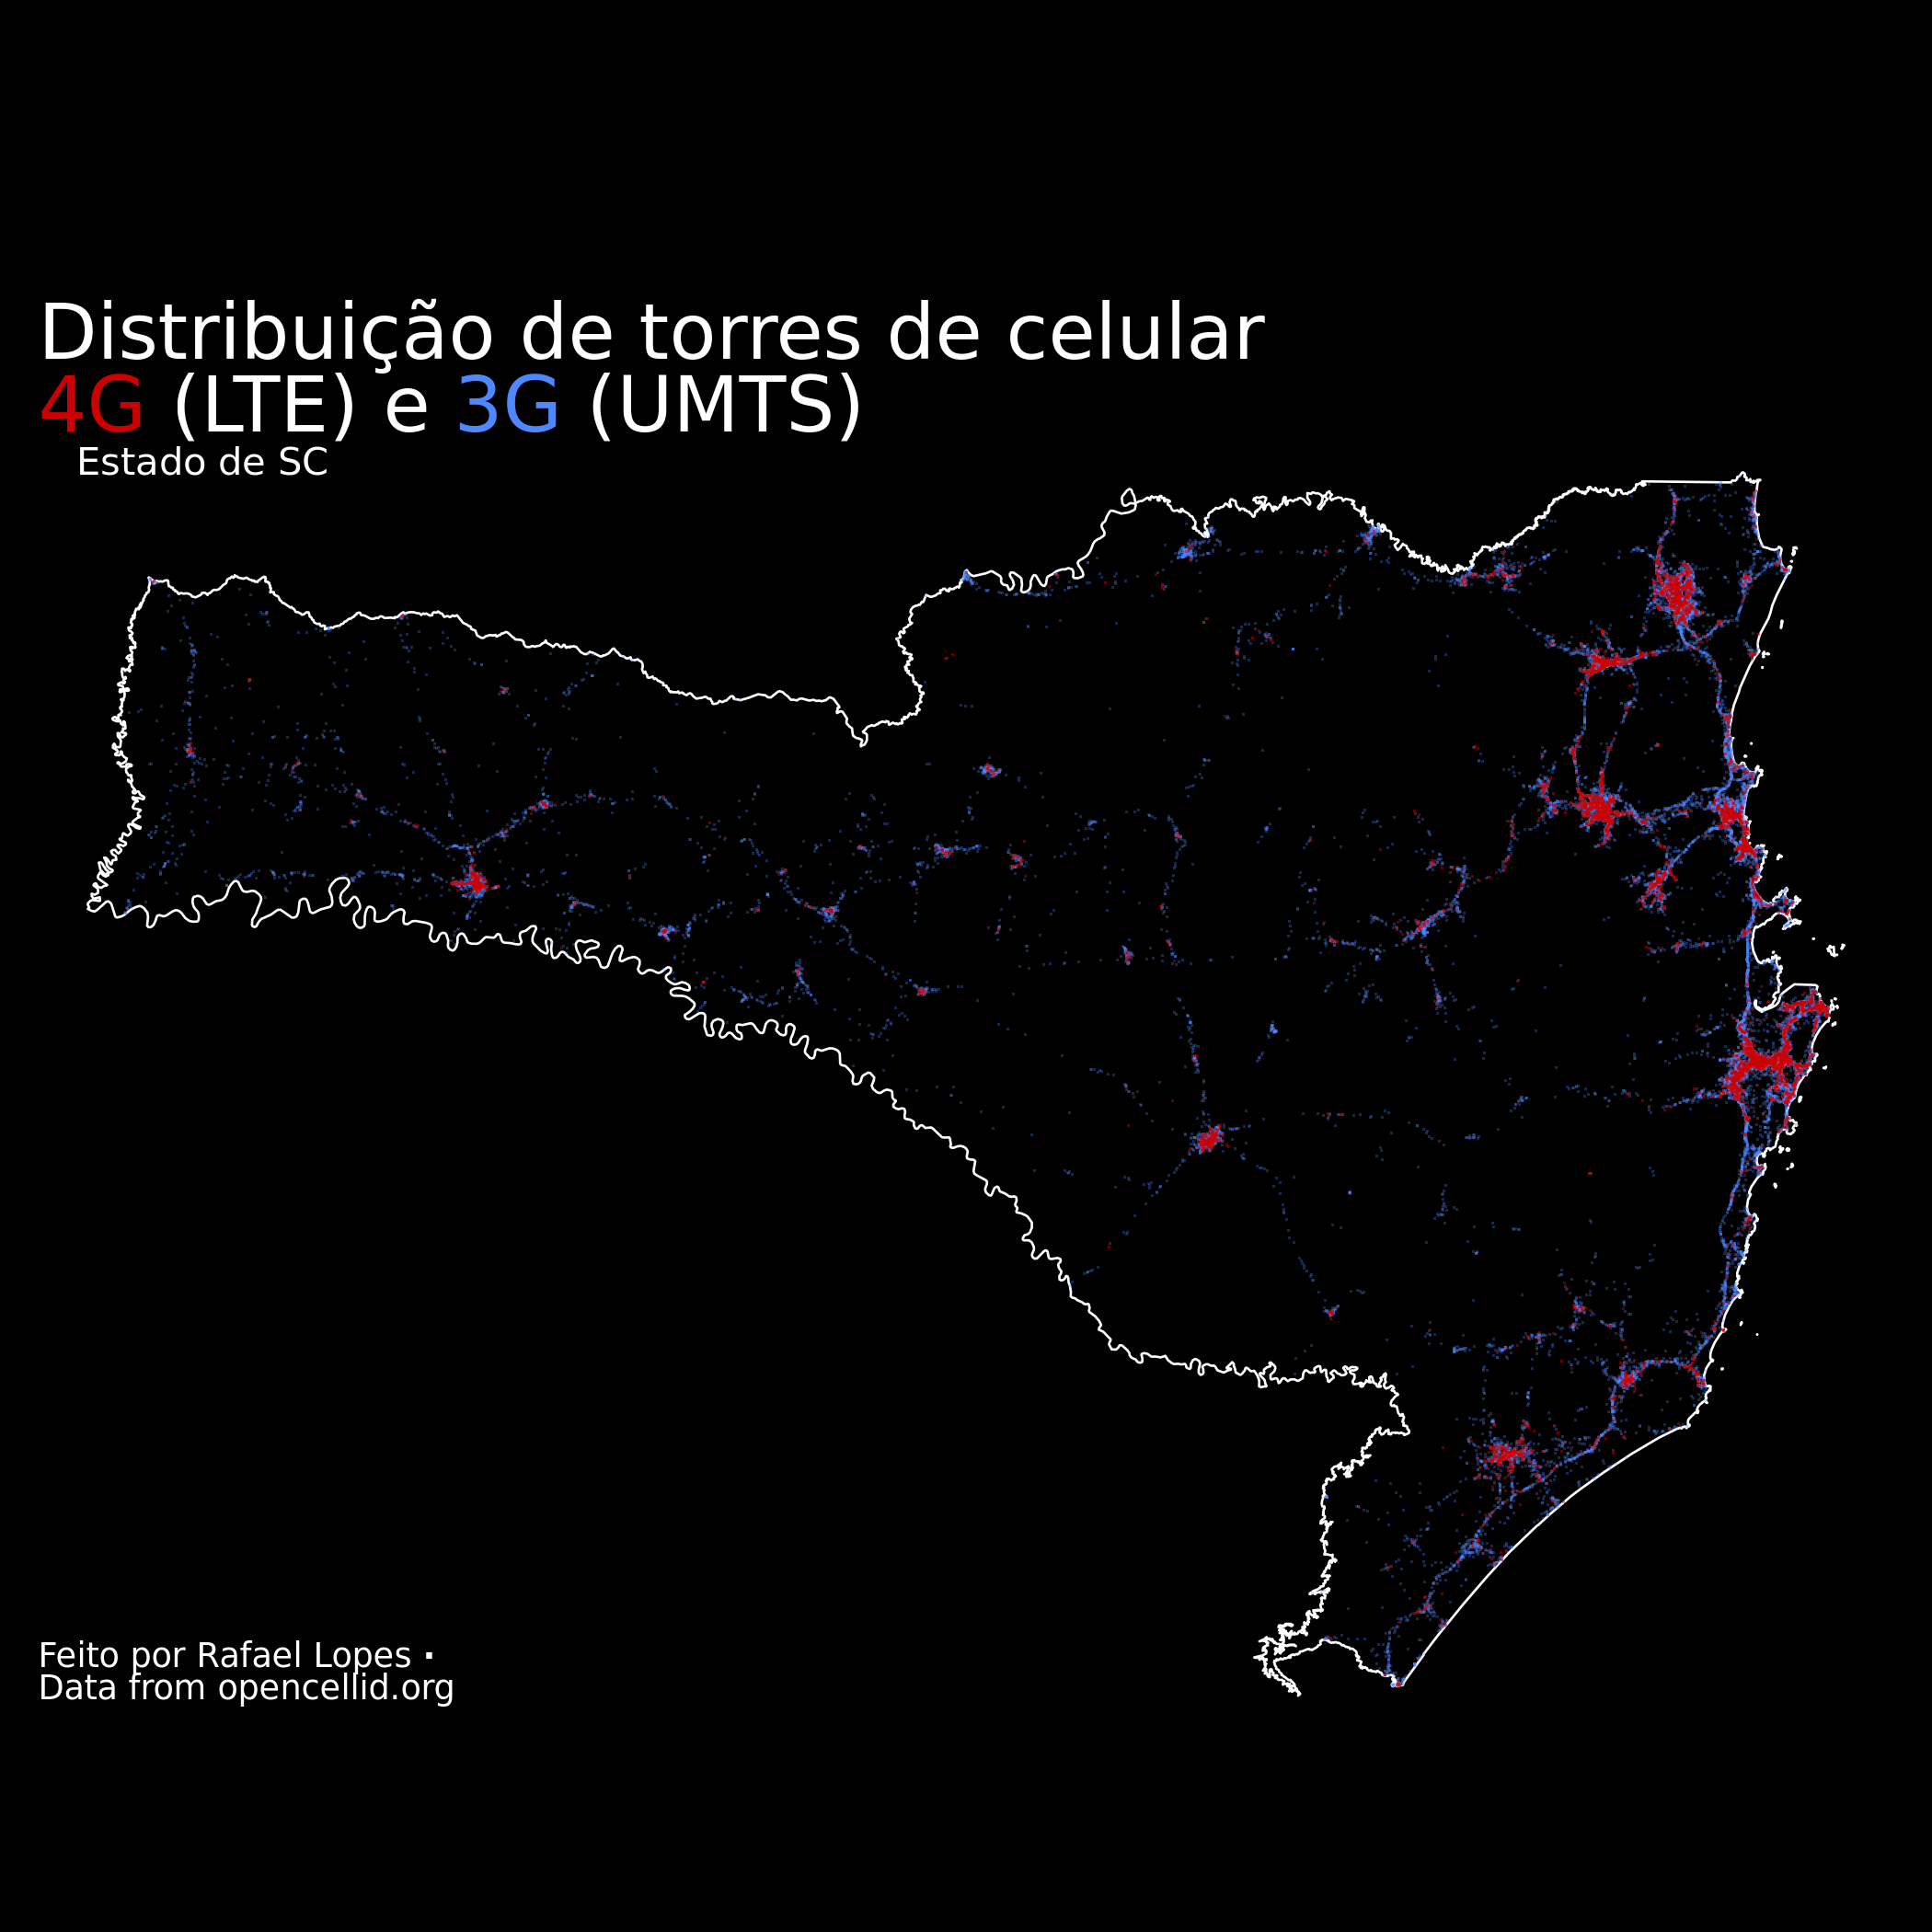 Distribuição de torres de celular
4G (LTE) e 3G (UMTS)
Estado de SC
Feito por Rafael Lopes ·
Data from opencellid.org